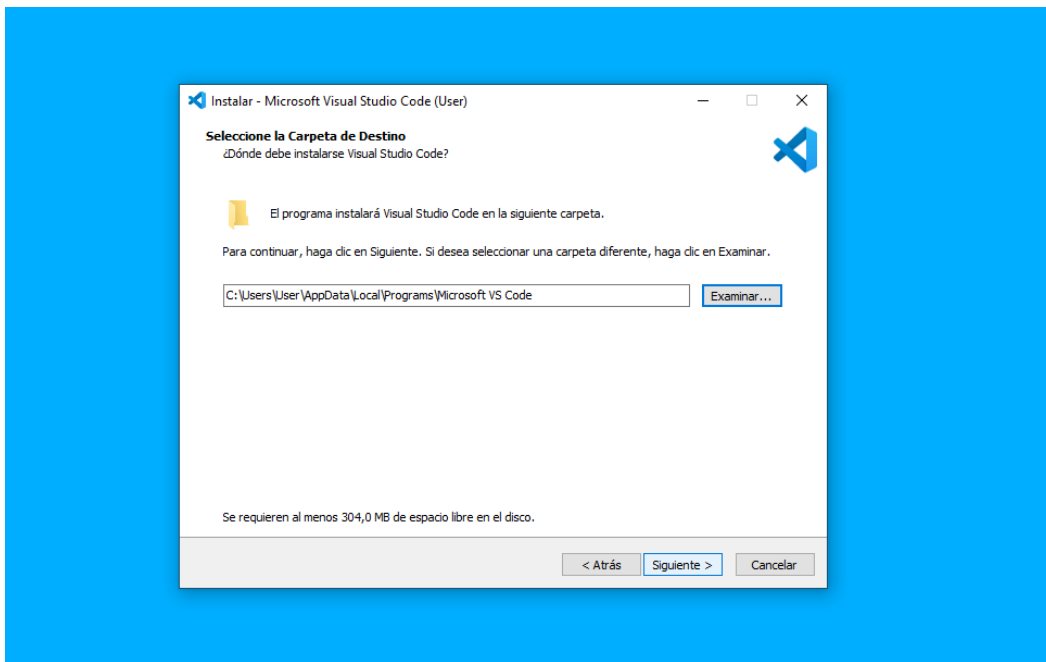 Instalar - Microsoft Visual Studio Code (User)
Seleccione la Carpeta de Destino
¿Dónde debe instalarse Visual Studio Code?
El programa instalará Visual Studio Code en la siguiente carpeta.
Para continuar, haga clic en Siguiente. Si desea seleccionar una carpeta diferente, haga clic en Examinar.
C:\Users\User\AppData\Local\Programs\Microsoft VS Code
Examinar...
Se requieren al menos 304,0 MB de espacio libre en el disco.
< Atrás
Siguiente >
Cancelar